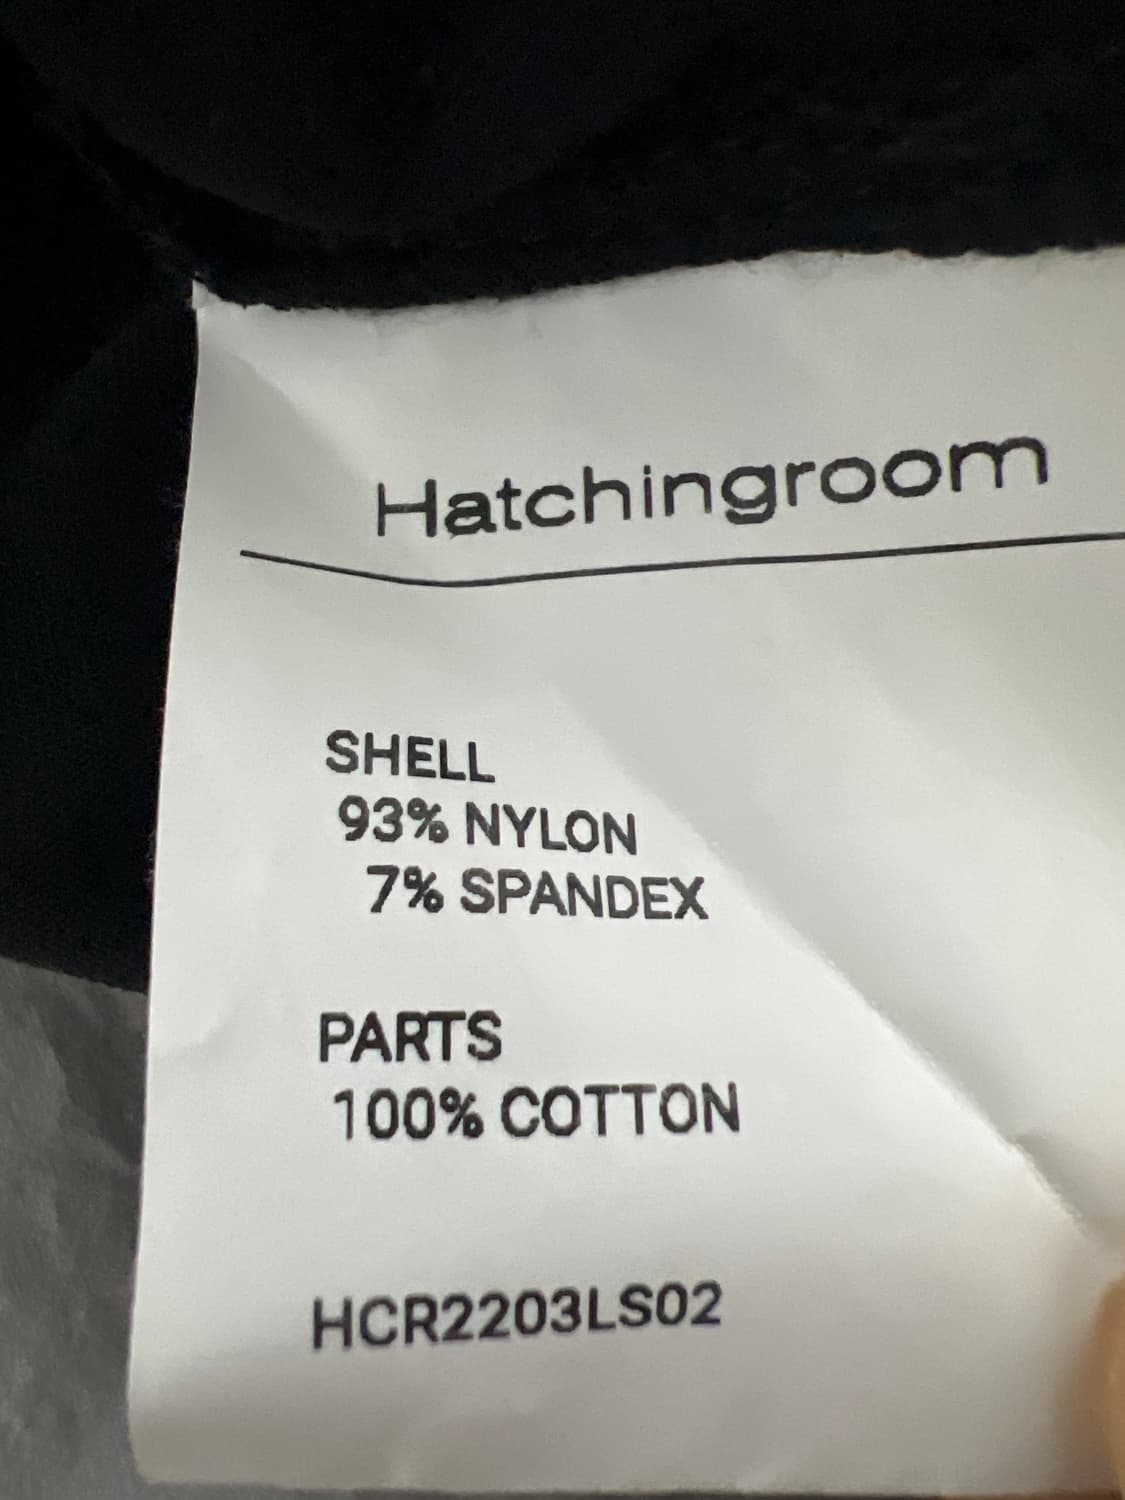 Hatchingroom
SHELL
93% NYLON
7% SPANDEX
PARTS
100% COTTON
HCR2203LS02